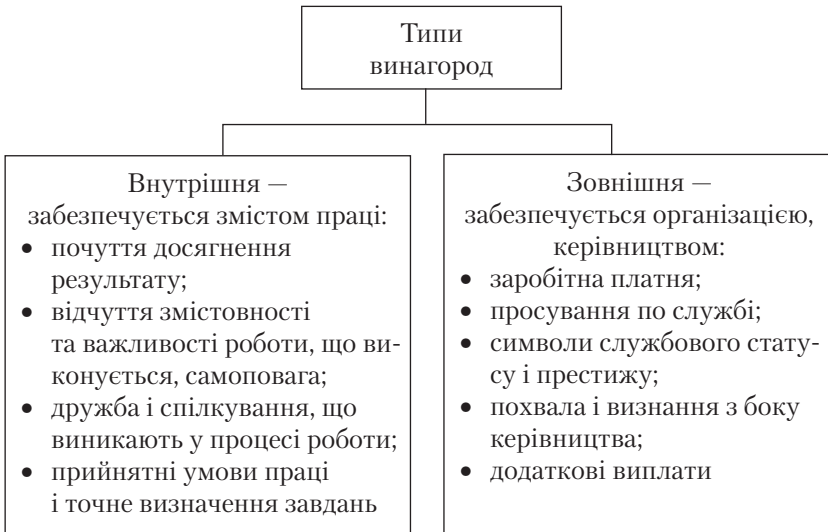 Типи
винагород
Внутрішня —
забезпечується змістом праці:
• почуття досягнення
результату;
• відчуття змістовності
та важливості роботи, що ви-
конується, самоповага;
• дружба і спілкування, що
виникають у процесі роботи;
• прийнятні умови праці
і точне визначення завдань
Зовнішня —
забезпечується організацією,
керівництвом:
• заробітна платня;
• просування по службі;
• символи службового стату-
су і престижу;
• похвала і визнання з боку
керівництва;
• додаткові виплати